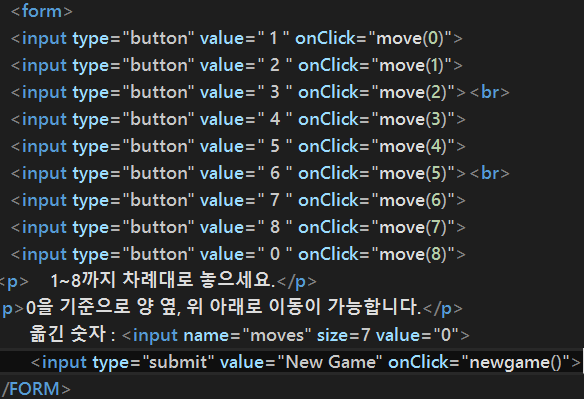 <form>
<input type="button" value=" 1 " onClick="move(0)">
<input type="button" value=" 2 " onClick="move(1)">
<input type="button" value=" 3 " onClick="move(2)"><br>
<input type="button" value=" 4 " onClick="move(3)">
<input type="button" value=" 5 " onClick="move(4)">
<input type="button" value=" 6 " onClick="move(5)"><br>
<input type="button" value=" 7 " onClick="move(6)">
<input type="button" value=" 8 " onClick="move(7)">
<input type="button" value=" 0 " onClick="move(8)">
<p> 1~8까지 차례대로 놓으세요.</p>
p>0을 기준으로 양 옆, 위 아래로 이동이 가능합니다.</p>
옮긴 숫자 : <input name="moves" size=7 value="0">
<input type="submit" value="New Game" onClick="newgame()">
/FORM>